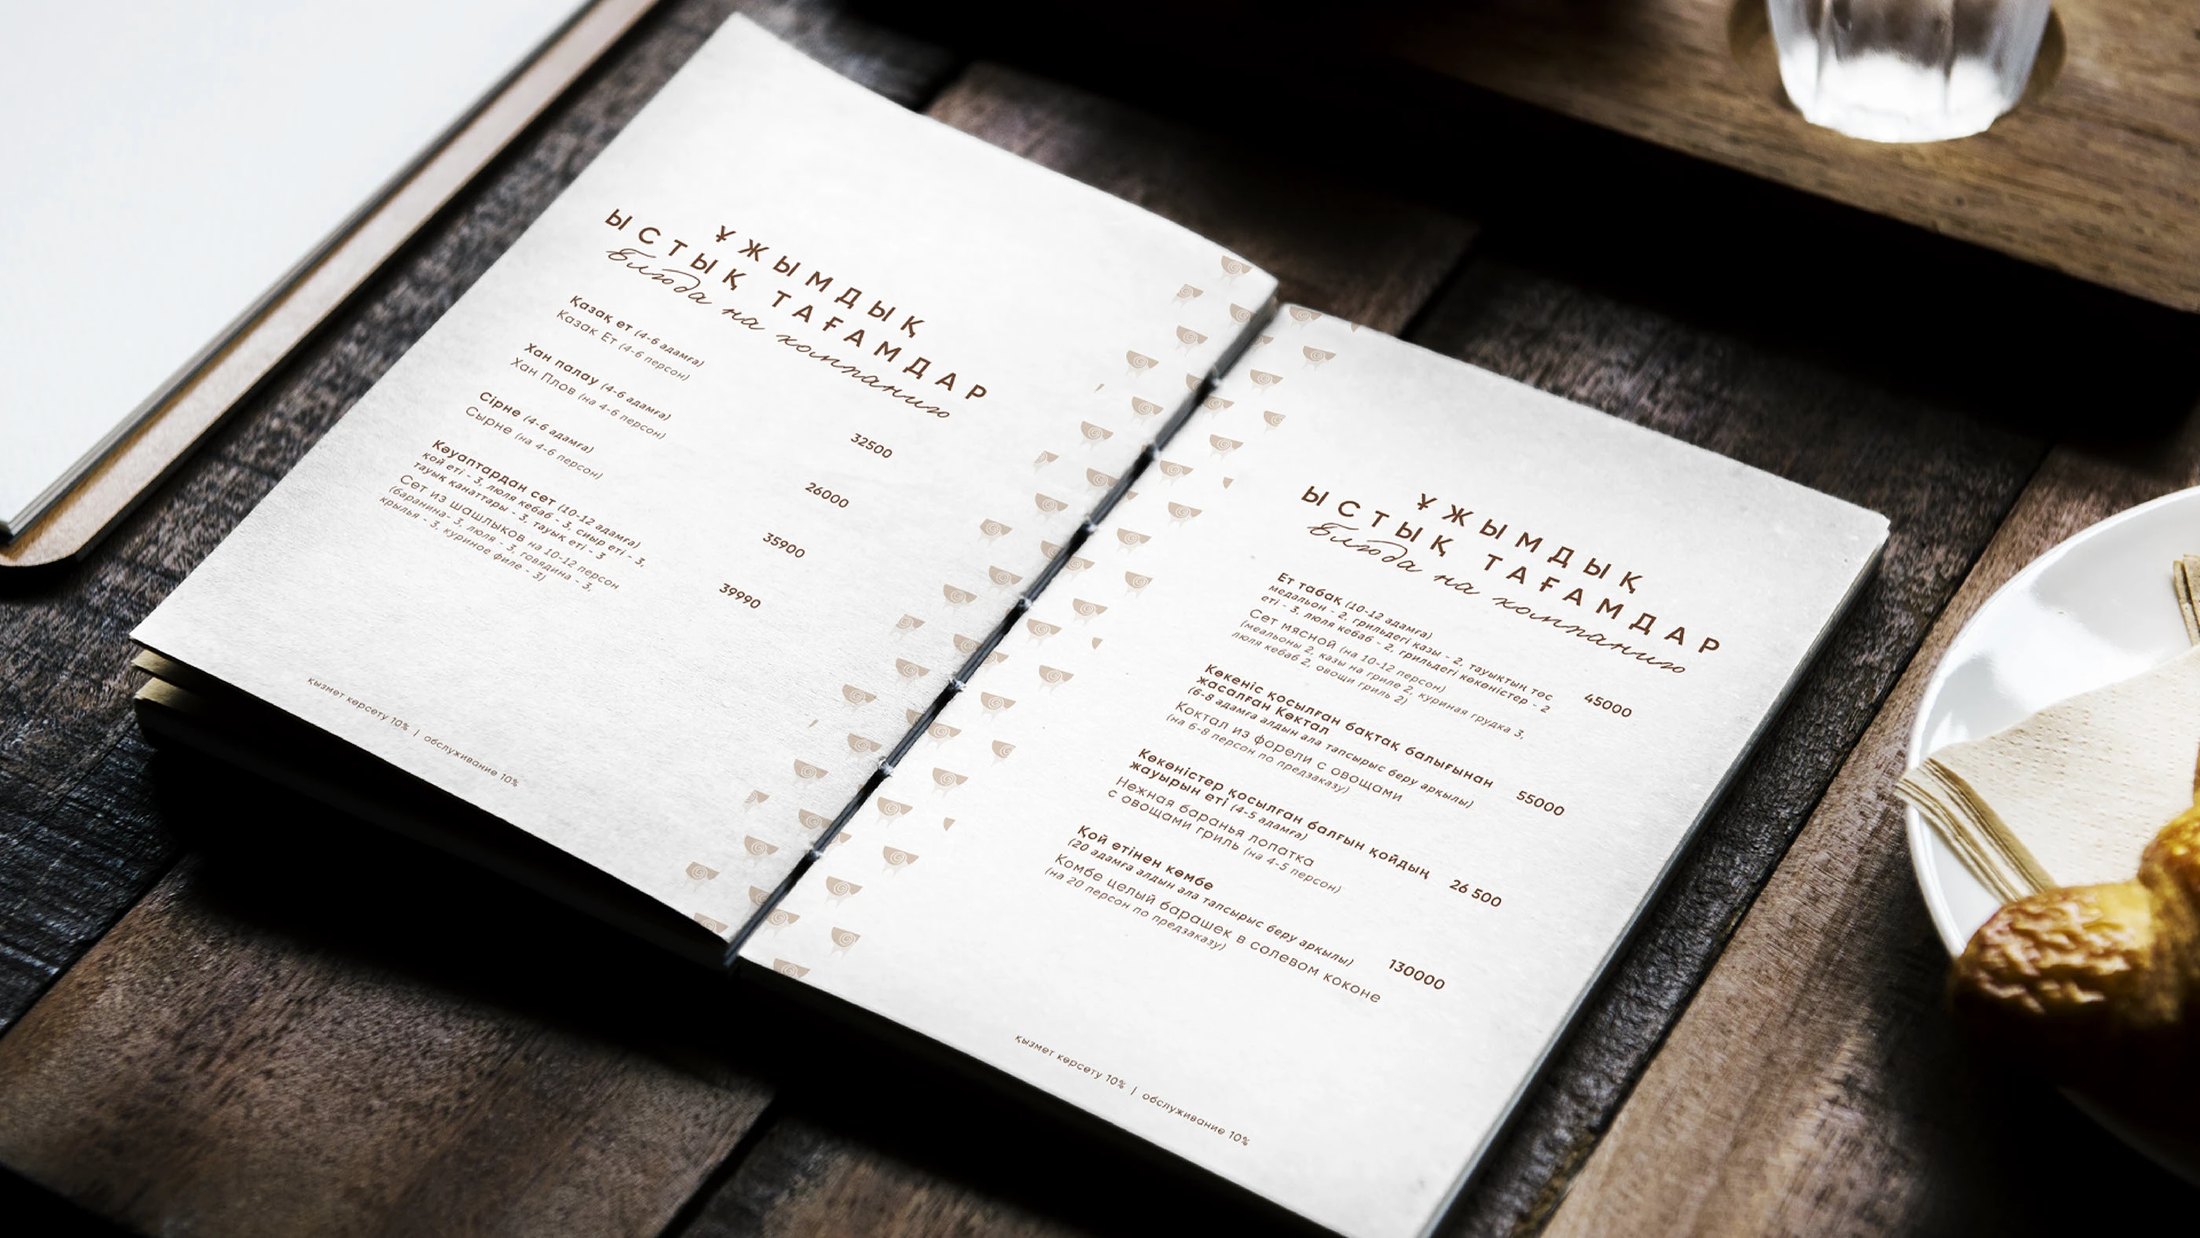 ҰЖЫМДЫҚ
ЫСТЫҚ ТАҒАМДАР
Блюда на компанию
Қазақ ет (4-6 адамға)
Казак Ет (4-6 персон)
32500
Хан палау (4-6 адамға)
Хан Плов (на 4-6 персон)
26000
Сірне (4-6 адамға)
Сырне (на 4-6 персон)
35900
Кәуаптардан сет (10-12 адамға)
қой еті - 3, люля кебаб - 3, сиыр еті - 3,
тауық қанаттары - 3, тауық еті - 3
Сет из шашлыков на 10-12 персон
(баранина- 3, люля - 3, говядина - 3,
крылья - 3, куриное филе - 3)
39990
қызмет көрсету 10% | обслуживание 10%
ҰЖЫМДЫҚ
ЫСТЫҚ ТАҒАМДАР
Блюда на компанию
Ет табақ (10-12 адамға)
медальон - 2, грильдегі қазы - 2, тауықтың төс
еті - 3, люля кебаб - 2, грильдегі көкөністер - 2
Сет мясной (на 10-12 персон)
(меальоны 2, казы на гриле 2, куриная грудка 3,
люля кебаб 2, овощи гриль 2)
45000
Көкеніс қосылған бақтақ балығынан
жасалған Көктал
(6-8 адамға алдын ала тапсырыс беру арқылы)
Коктал из форели с овощами
(на 6-8 персон по предзаказу)
55000
Көкөністер қосылған балғын қойдың
жауырын еті (4-5 адамға)
Нежная баранья лопатка
с овощами гриль (на 4-5 персон)
26 500
Қой етінен көмбе
(20 адамға алдын ала тапсырыс беру арқылы)
Комбе целый барашек в солевом коконе
(на 20 персон по предзаказу)
130000
қызмет көрсету 10% | обслуживание 10%